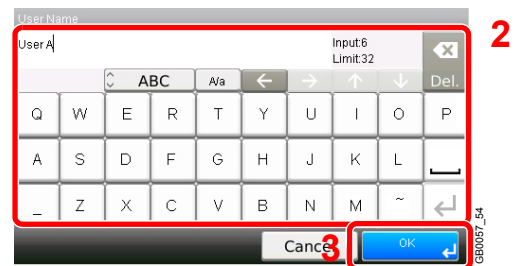 User Name
User A Input:6
Limit:32
ABC A/a ← → ↑ ↓ Del.
Q W E R T Y U I O P
A S D F G H J K L
_ Z X C V B N M ~
Cance OK
2
3
GB0057_54